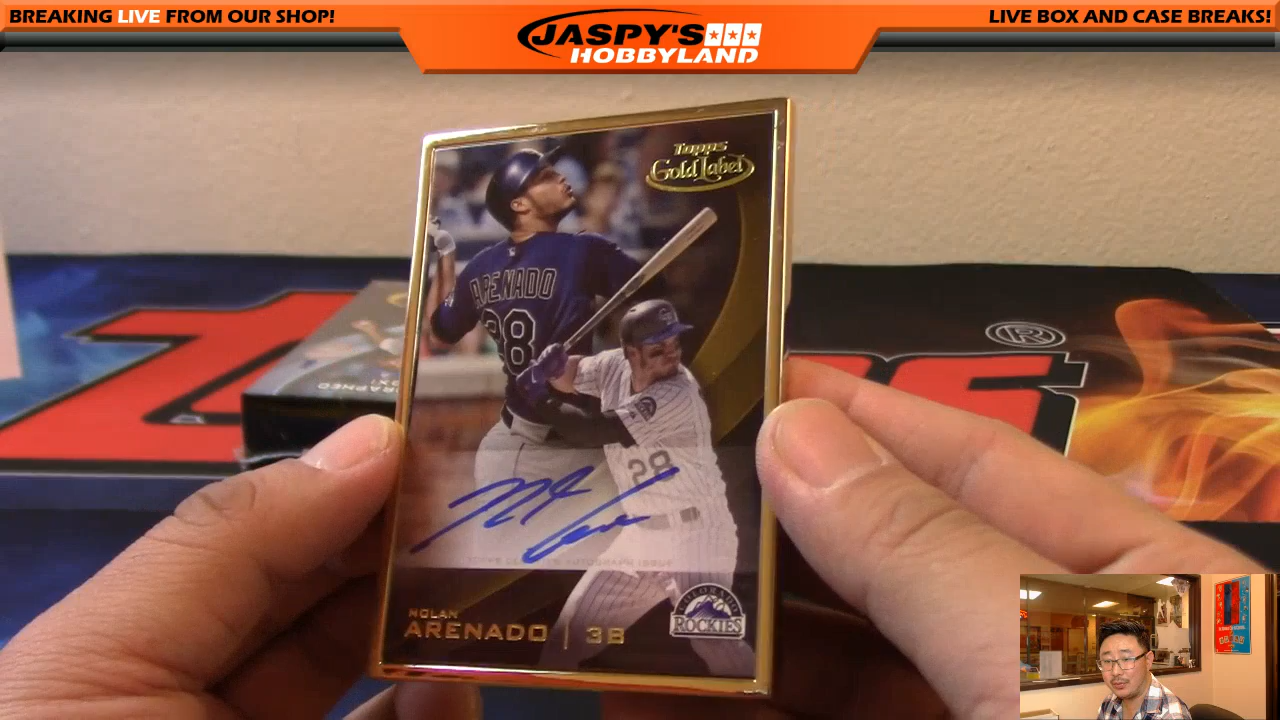 BREAKING LIVE FROM OUR SHOP!
JASPY'S
HOBBYLAND
LIVE BOX AND CASE BREAKS!
Topps
Gold Label
ARENADO
28
28
NOLAN
ARENADO | 3B
COLORADO
ROCKIES
®